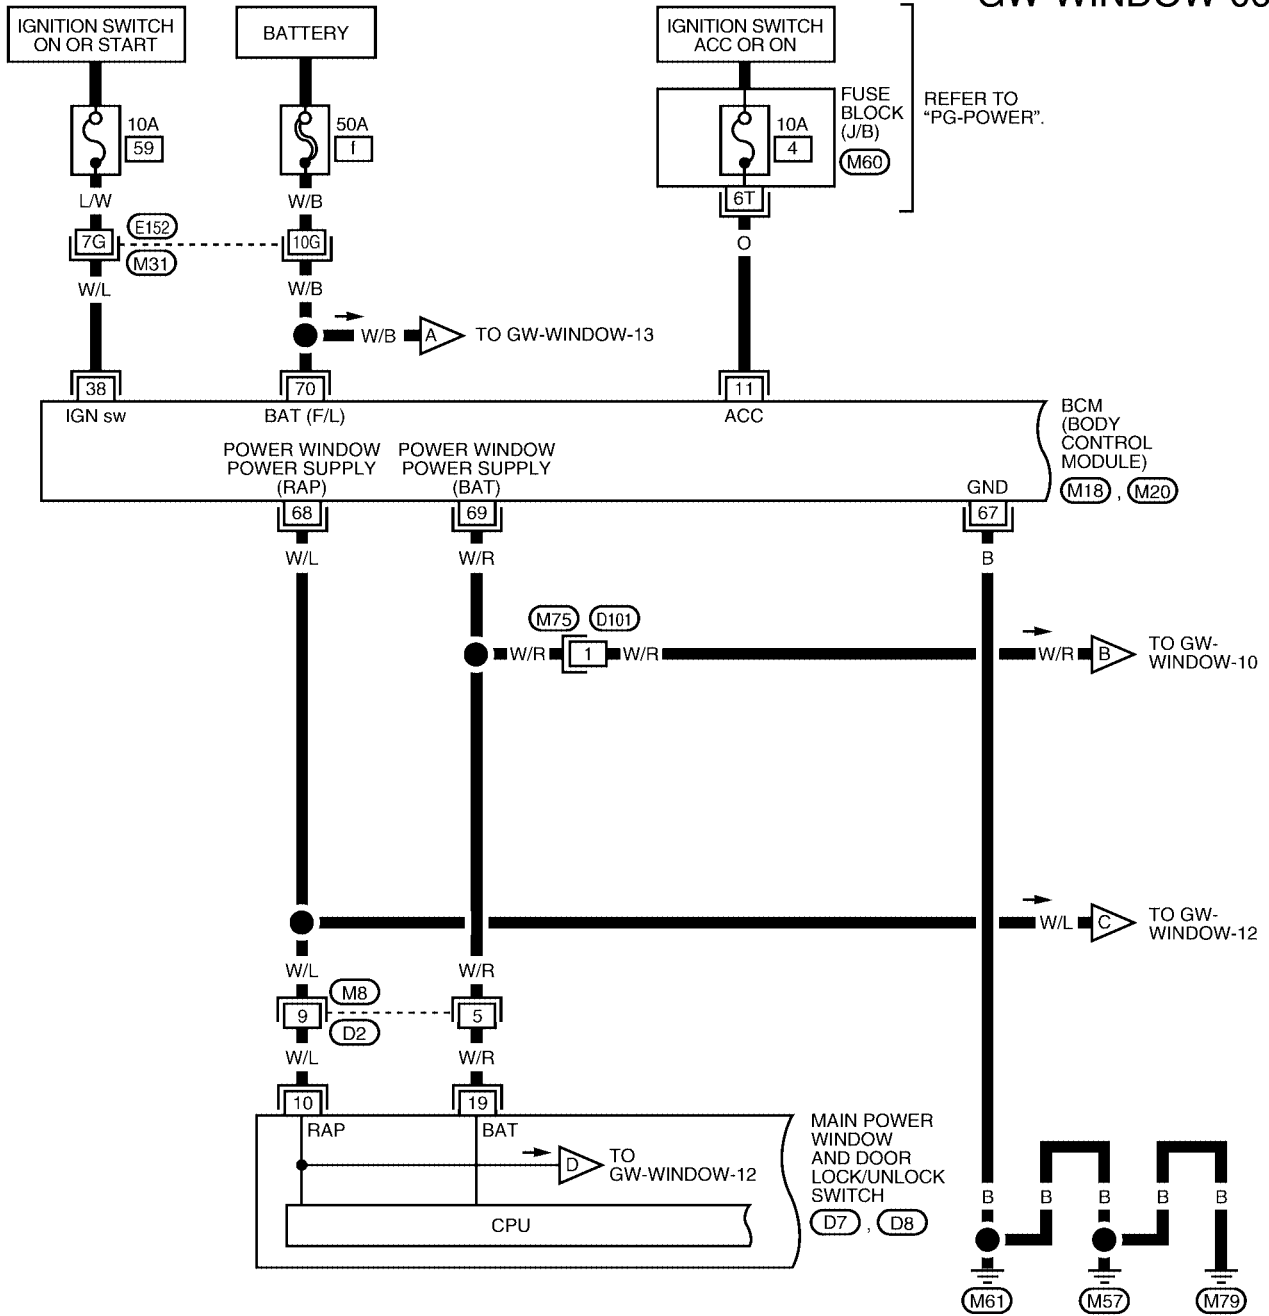 GW-WINDOW-
IGNITION SWITCH
ON OR START
BATTERY
IGNITION SWITCH
ACC OR ON
10A
59
50A
f
10A
4
FUSE
BLOCK
(J/B)
M60
REFER TO
“PG-POWER”.
L/W
W/B
6T
7G
E152
M31
10G
O
W/L
W/B
W/B
A
TO GW-WINDOW-13
38
70
11
IGN sw
BAT (F/L)
ACC
BCM
(BODY
CONTROL
MODULE)
M18 , M20
POWER WINDOW
POWER SUPPLY
(RAP)
POWER WINDOW
POWER SUPPLY
(BAT)
GND
68
69
67
W/L
W/R
B
M75
D101
W/R
1
W/R
W/R
B
TO GW-
WINDOW-10
W/L
C
TO GW-
WINDOW-12
W/L
W/R
9
M8
D2
5
W/L
W/R
10
19
RAP
BAT
D
TO
GW-WINDOW-12
CPU
MAIN POWER
WINDOW
AND DOOR
LOCK/UNLOCK
SWITCH
D7 , D8
B
B
B
B
B
M61
M57
M79